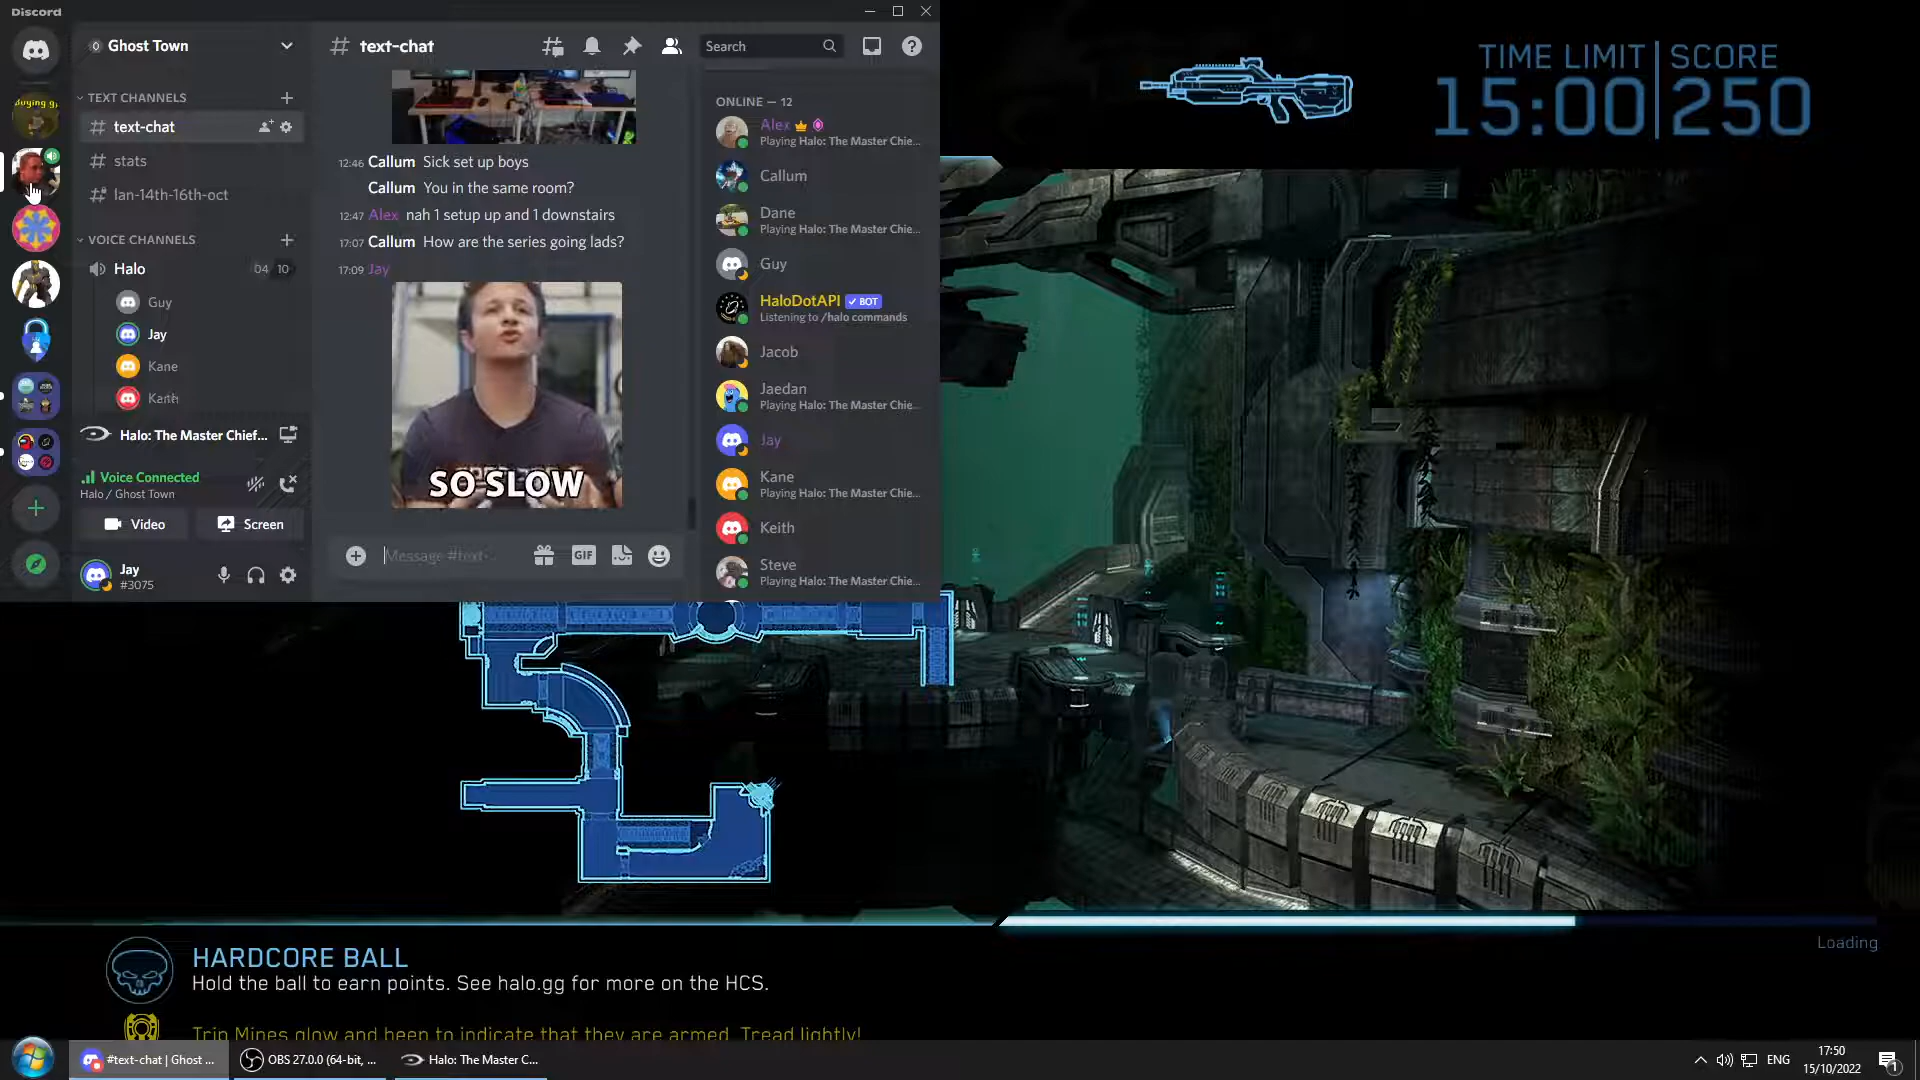 Discord
Ghost Town
TEXT CHANNELS
text-chat
stats
lan-14th-16th-oct
VOICE CHANNELS
Halo
04 10
Guy
Jay
Kane
Keith
Halo: The Master Chief...
Voice Connected
Halo / Ghost Town
Video
Screen
Jay
#3075
text-chat
Search
12:46 Callum Sick set up boys
Callum You in the same room?
12:47 Alex nah 1 setup up and 1 downstairs
17:07 Callum How are the series going lads?
17:09 Jay
SO SLOW
Message #text-
GIF
ONLINE — 12
Alex
Playing Halo: The Master Chie...
Callum
Dane
Playing Halo: The Master Chie...
Guy
HaloDotAPI ✓ BOT
Listening to /halo commands
Jacob
Jaedan
Playing Halo: The Master Chie...
Jay
Kane
Playing Halo: The Master Chie...
Keith
Steve
Playing Halo: The Master Chie...
TIME LIMIT
15:00
SCORE
250
Loading
HARDCORE BALL
Hold the ball to earn points. See halo.gg for more on the HCS.
Trip Mines glow and beep to indicate that they are armed. Tread lightly!
#text-chat | Ghost ...
OBS 27.0.0 (64-bit, ...
Halo: The Master C...
ENG
17:50
15/10/2022
1